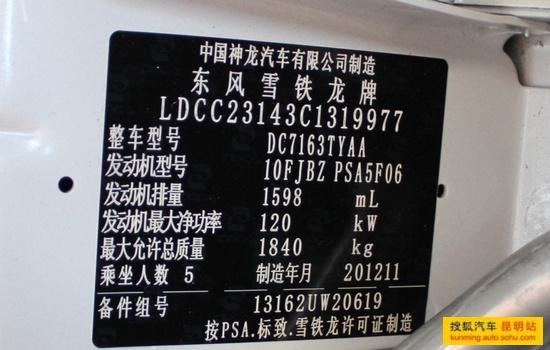 中国神龙汽车有限公司制造
东风雪铁龙牌
LDCC23143C1319977
整车型号 DC7163TYAA
发动机型号 10FJBZ PSA5F06
发动机排量 1598 mL
发动机最大净功率 120 kW
最大允许总质量 1840 kg
乘坐人数 5 制造年月 201211
备件组号 13162UW20619
按PSA.标致.雪铁龙许可证制造
搜狐汽车 昆明站
kunming.auto.sohu.com